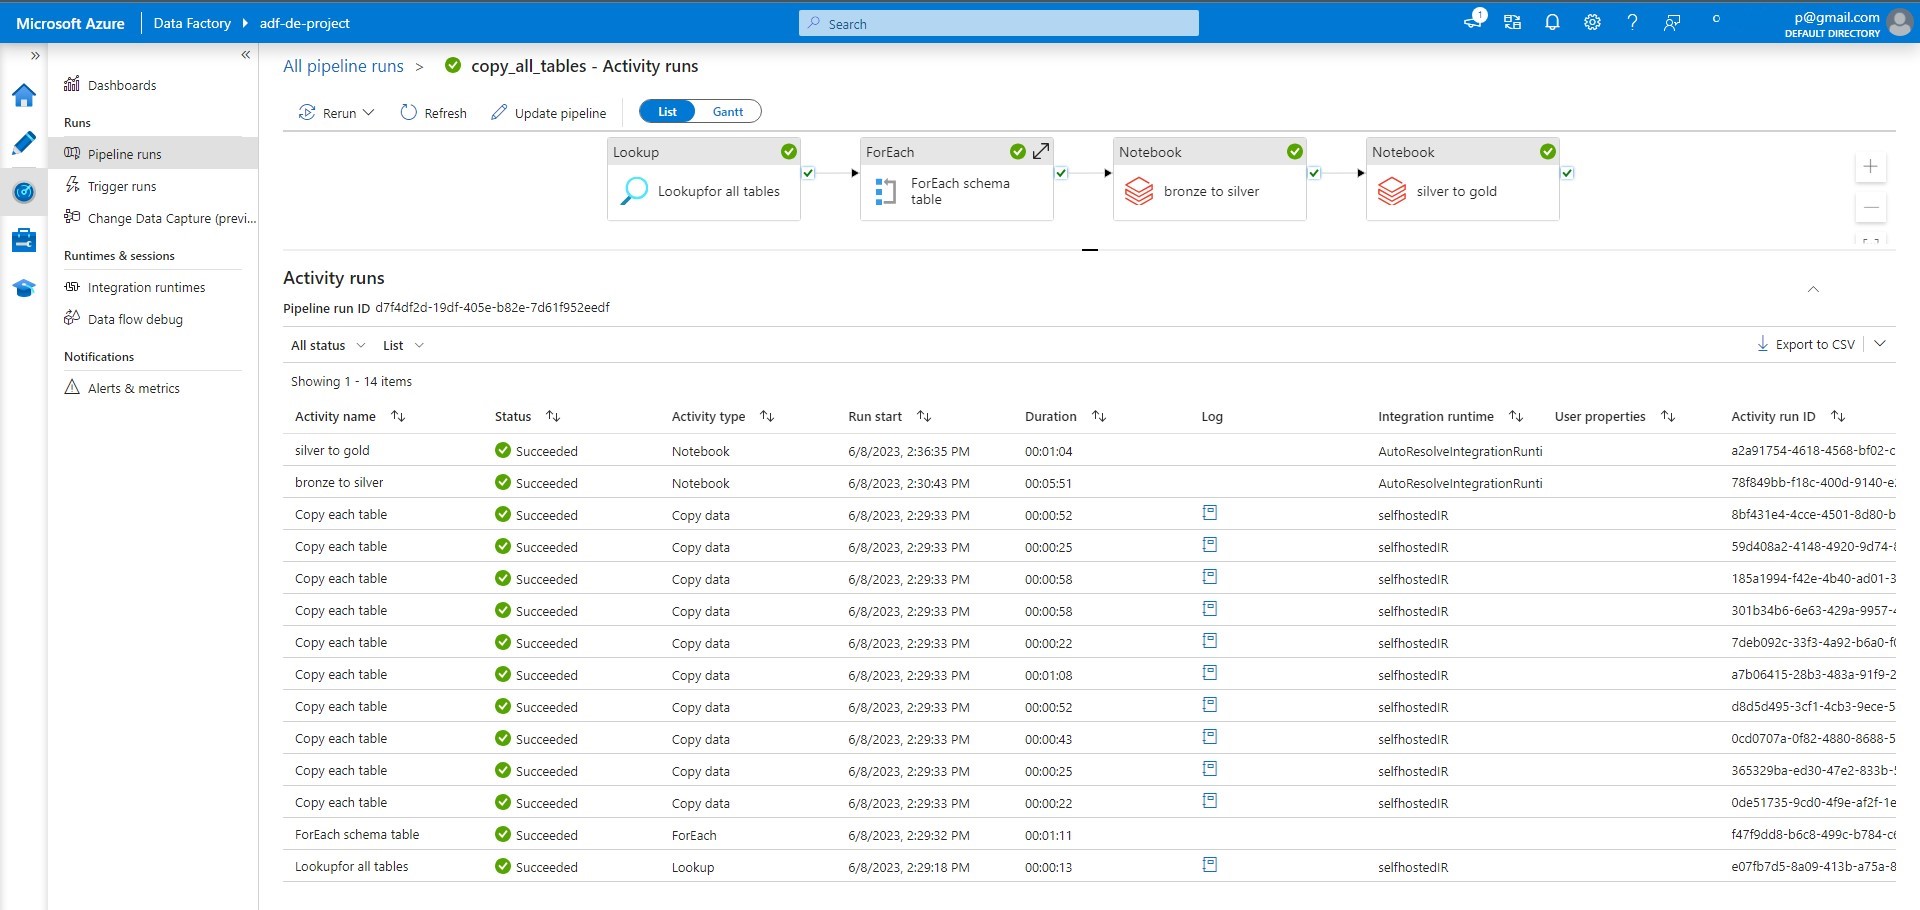 Microsoft Azure Data Factory adf-de-project Search 1 p@gmail.com
DEFAULT DIRECTORY
Dashboards
Runs
Pipeline runs
Trigger runs
Change Data Capture (previ...
Runtimes & sessions
Integration runtimes
Data flow debug
Notifications
Alerts & metrics
All pipeline runs > copy_all_tables - Activity runs
Rerun Refresh Update pipeline List Gantt
Lookup
Lookupfor all tables
ForEach
ForEach schema
table
Notebook
bronze to silver
Notebook
silver to gold
Activity runs
Pipeline run ID d7f4df2d-19df-405e-b82e-7d61f952eedf
All status List Export to CSV
Showing 1 - 14 items
Activity name Status Activity type Run start Duration Log Integration runtime User properties Activity run ID
silver to gold Succeeded Notebook 6/8/2023, 2:36:35 PM 00:01:04 AutoResolveIntegrationRunti a2a91754-4618-4568-bf02-c
bronze to silver Succeeded Notebook 6/8/2023, 2:30:43 PM 00:05:51 AutoResolveIntegrationRunti 78f849bb-f18c-400d-9140-e
Copy each table Succeeded Copy data 6/8/2023, 2:29:33 PM 00:00:52 selfhostedIR 8bf431e4-4cce-4501-8d80-b
Copy each table Succeeded Copy data 6/8/2023, 2:29:33 PM 00:00:25 selfhostedIR 59d408a2-4148-4920-9d74-
Copy each table Succeeded Copy data 6/8/2023, 2:29:33 PM 00:00:58 selfhostedIR 185a1994-f42e-4b40-ad01-3
Copy each table Succeeded Copy data 6/8/2023, 2:29:33 PM 00:00:58 selfhostedIR 301b34b6-6e63-429a-9957-
Copy each table Succeeded Copy data 6/8/2023, 2:29:33 PM 00:00:22 selfhostedIR 7deb092c-33f3-4a92-b6a0-f
Copy each table Succeeded Copy data 6/8/2023, 2:29:33 PM 00:01:08 selfhostedIR a7b06415-28b3-483a-91f9-2
Copy each table Succeeded Copy data 6/8/2023, 2:29:33 PM 00:00:52 selfhostedIR d8d5d495-3cf1-4cb3-9ece-5
Copy each table Succeeded Copy data 6/8/2023, 2:29:33 PM 00:00:43 selfhostedIR 0cd0707a-0f82-4880-8688-5
Copy each table Succeeded Copy data 6/8/2023, 2:29:33 PM 00:00:25 selfhostedIR 365329ba-ed30-47e2-833b-
Copy each table Succeeded Copy data 6/8/2023, 2:29:33 PM 00:00:22 selfhostedIR 0de51735-9cd0-4f9e-af2f-1e
ForEach schema table Succeeded ForEach 6/8/2023, 2:29:32 PM 00:01:11 f47f9dd8-b6c8-499c-b784-c
Lookupfor all tables Succeeded Lookup 6/8/2023, 2:29:18 PM 00:00:13 selfhostedIR e07fb7d5-8a09-413b-a75a-8